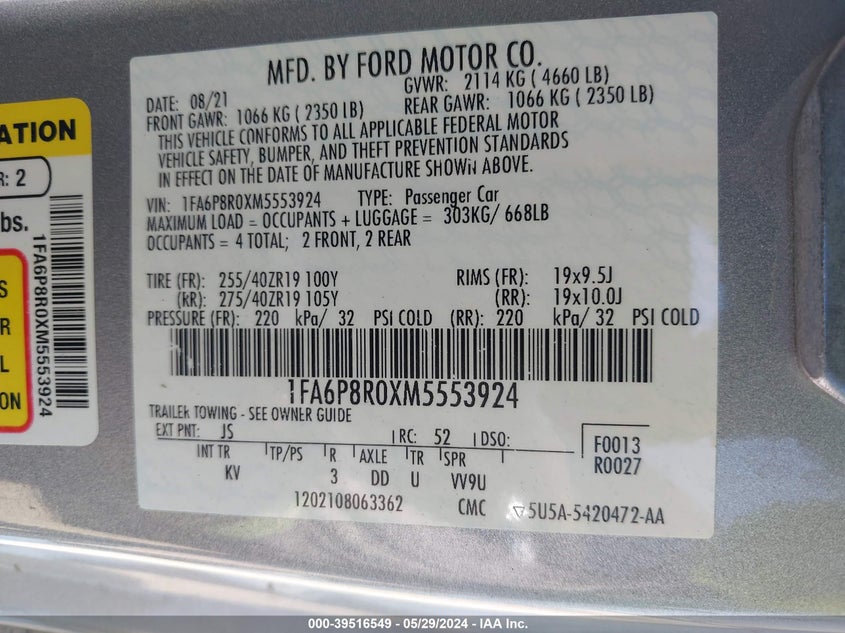 MFD. BY FORD MOTOR CO.
DATE: 08/21 GVWR: 2114 KG ( 4660 LB)
FRONT GAWR: 1066 KG ( 2350 LB) REAR GAWR: 1066 KG ( 2350 LB)
THIS VEHICLE CONFORMS TO ALL APPLICABLE FEDERAL MOTOR
VEHICLE SAFETY, BUMPER, AND THEFT PREVENTION STANDARDS
IN EFFECT ON THE DATE OF MANUFACTURE SHOWN ABOVE.
VIN: 1FA6P8R0XM5553924 TYPE: Passenger Car
MAXIMUM LOAD = OCCUPANTS + LUGGAGE = 303KG/ 668LB
OCCUPANTS = 4 TOTAL; 2 FRONT, 2 REAR
TIRE (FR): 255/40ZR19 100Y RIMS (FR): 19x9.5J
(RR): 275/40ZR19 105Y (RR): 19x10.0J
PRESSURE (FR): 220 kPa/ 32 PSI COLD (RR): 220 kPa/ 32 PSI COLD
1FA6P8R0XM5553924
TRAILER TOWING - SEE OWNER GUIDE
EXT PNT: JS RC: 52 DSO:
INT TR TP/PS R AXLE TR SPR
KV 3 DD U VV9U
F0013
R0027
1202108063362 CMC 5U5A-5420472-AA
ATION
R: 2
lbs.
1FA6P8R0XM5553924
S
R
L
ON
000-39516549 - 05/29/2024 - IAA Inc.